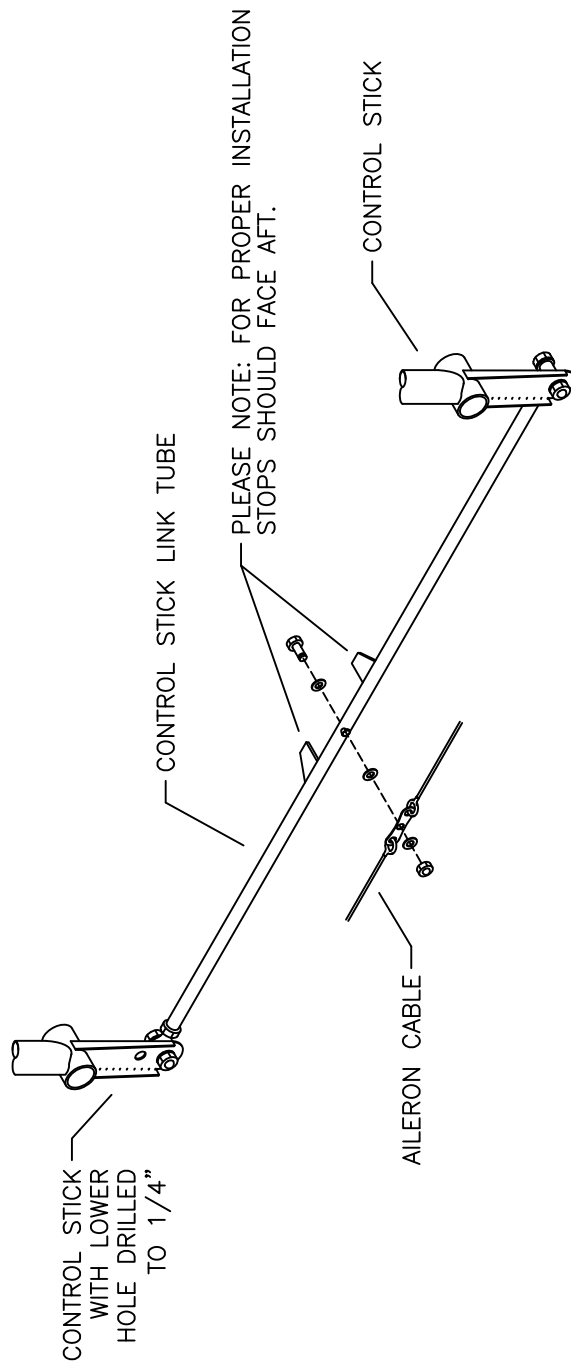 CONTROL STICK
WITH LOWER
HOLE DRILLED
TO 1/4"
CONTROL STICK LINK TUBE
PLEASE NOTE: FOR PROPER INSTALLATION
STOPS SHOULD FACE AFT.
CONTROL STICK
AILERON CABLE